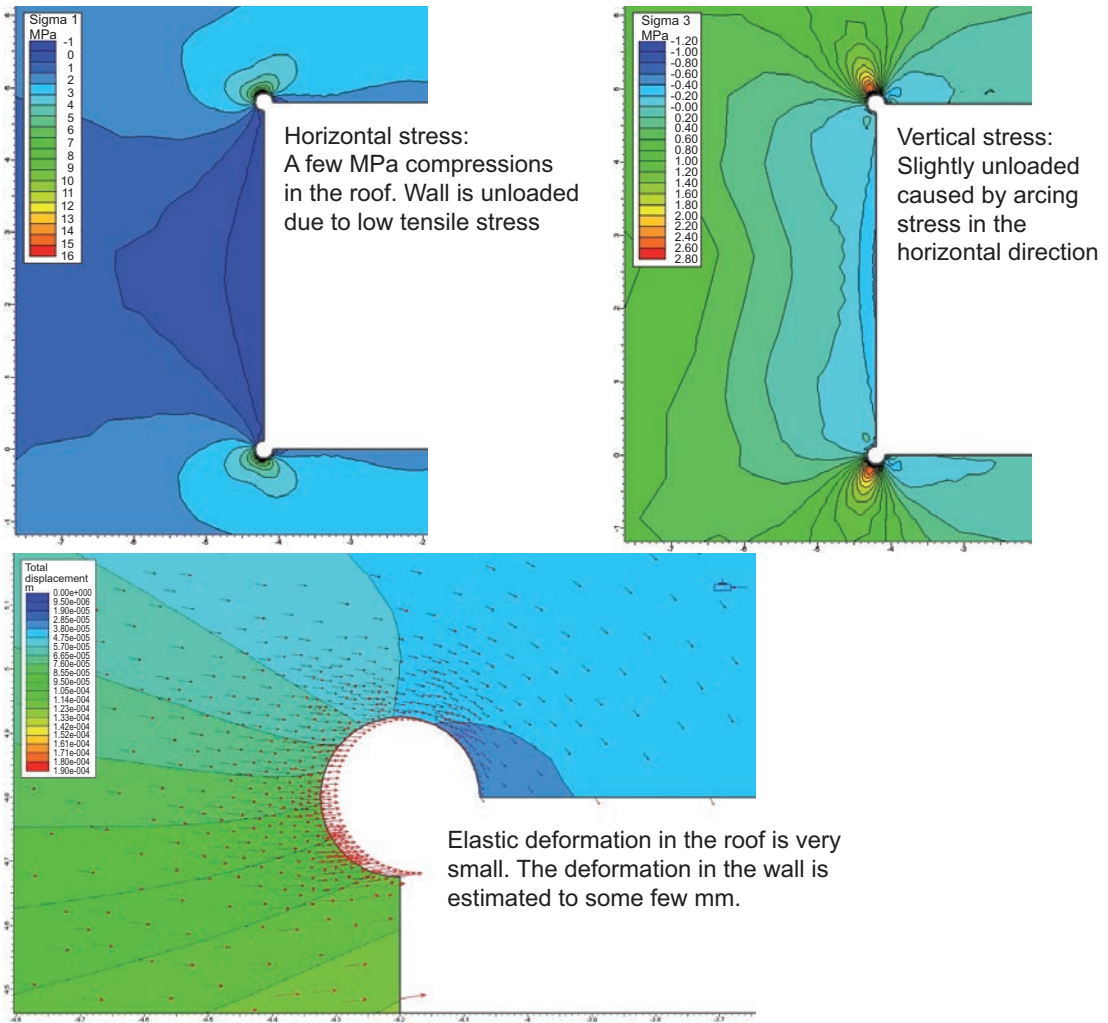 Sigma 1
MPa
-1
0
1
2
3
4
5
6
7
8
9
10
11
12
13
14
15
16
Horizontal stress:
A few MPa compressions
in the roof. Wall is unloaded
due to low tensile stress
-7
-6
-5
-4
-3
-2
Sigma 3
MPa
-1.20
-1.00
-0.80
-0.60
-0.40
-0.20
-0.00
0.20
0.40
0.60
0.80
1.00
1.20
1.40
1.60
1.80
2.00
2.40
2.60
2.80
Vertical stress:
Slightly unloaded
caused by arcing
stress in the
horizontal direction
Total
displacement
m
0.00e+000
9.50e-006
1.90e-005
2.85e-005
3.80e-005
4.75e-005
5.70e-005
6.65e-005
7.60e-005
8.55e-005
9.50e-005
1.05e-004
1.14e-004
1.23e-004
1.33e-004
1.42e-004
1.52e-004
1.61e-004
1.71e-004
1.80e-004
1.90e-004
Elastic deformation in the roof is very
small. The deformation in the wall is
estimated to some few mm.